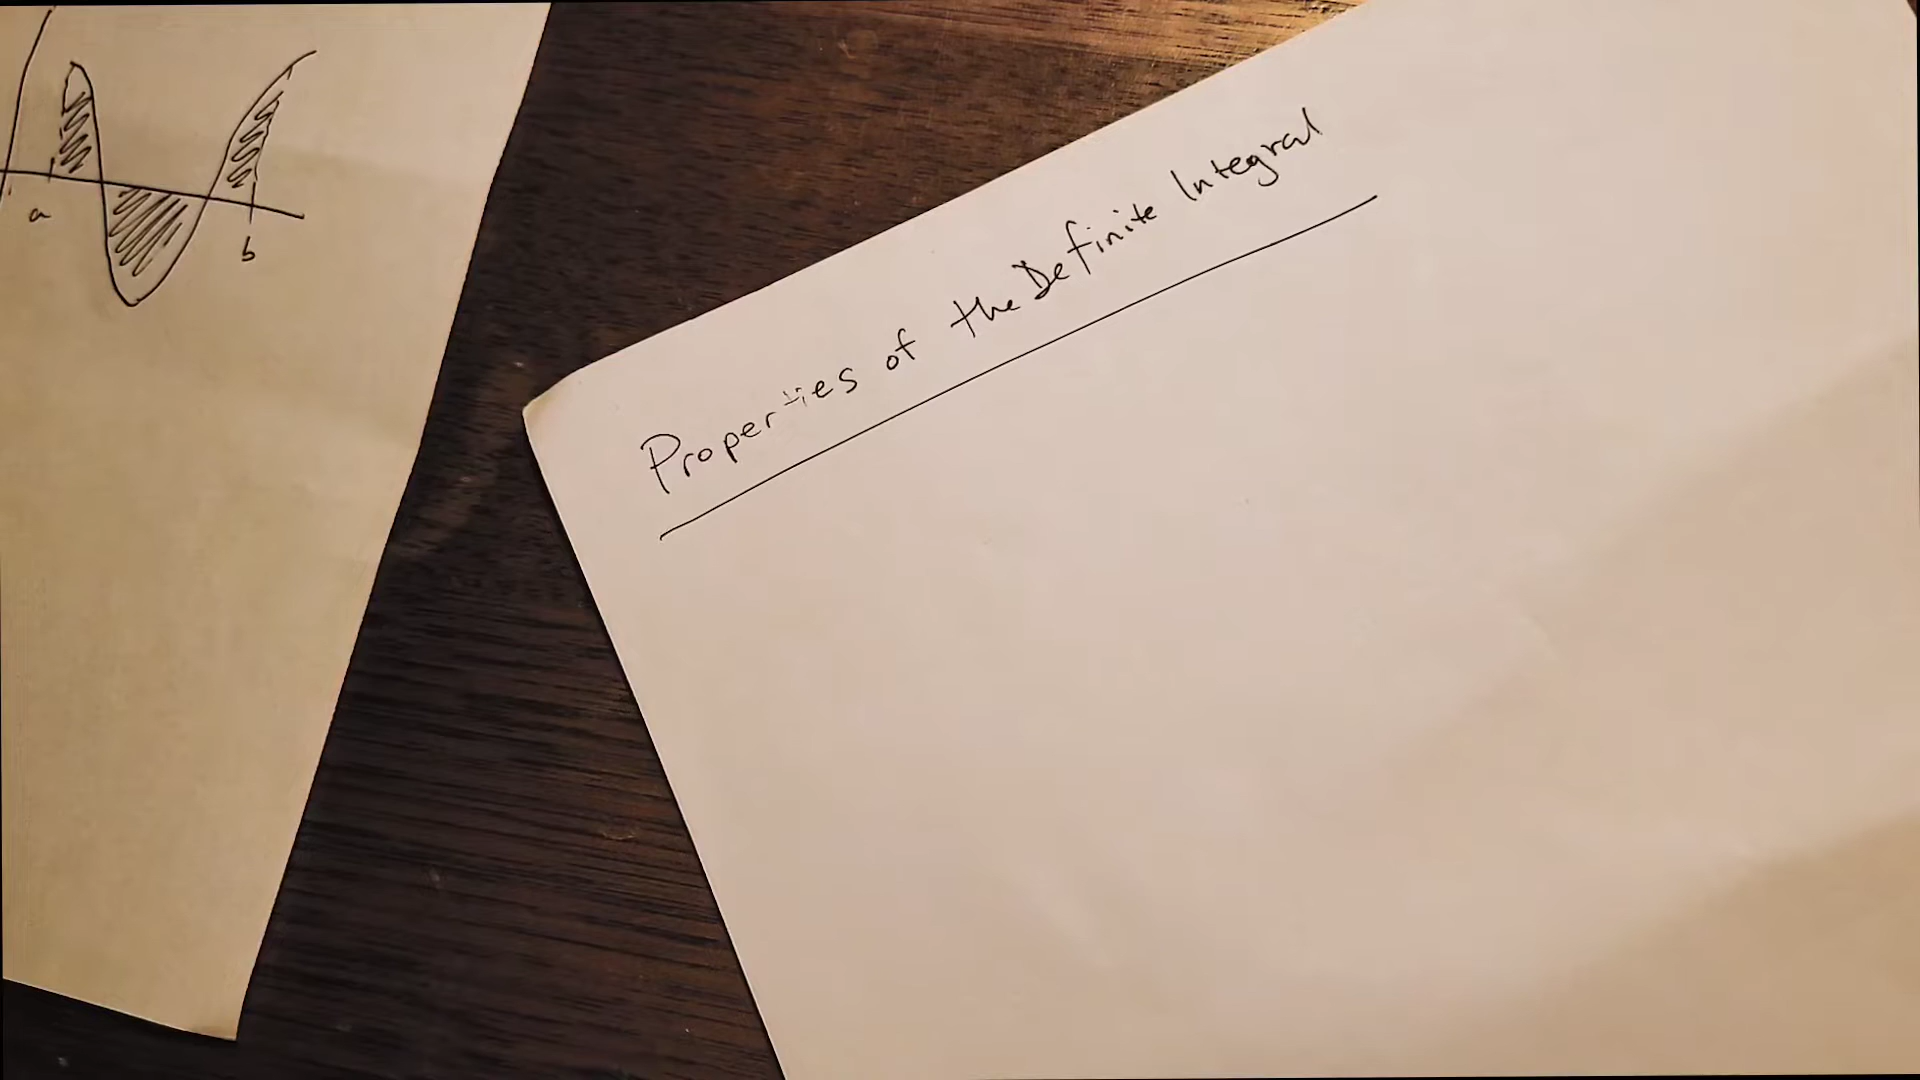 a
b
Properties of the Definite Integral